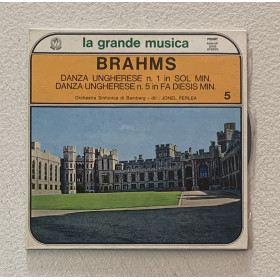 la grande musica
BRAHMS
DANZA UNGHERESE n. 1 in SOL MIN.
DANZA UNGHERESE n. 5 in FA DIESIS MIN.
Orchestra Sinfonica di Bamberg - dir.: JONEL PERLEA
5